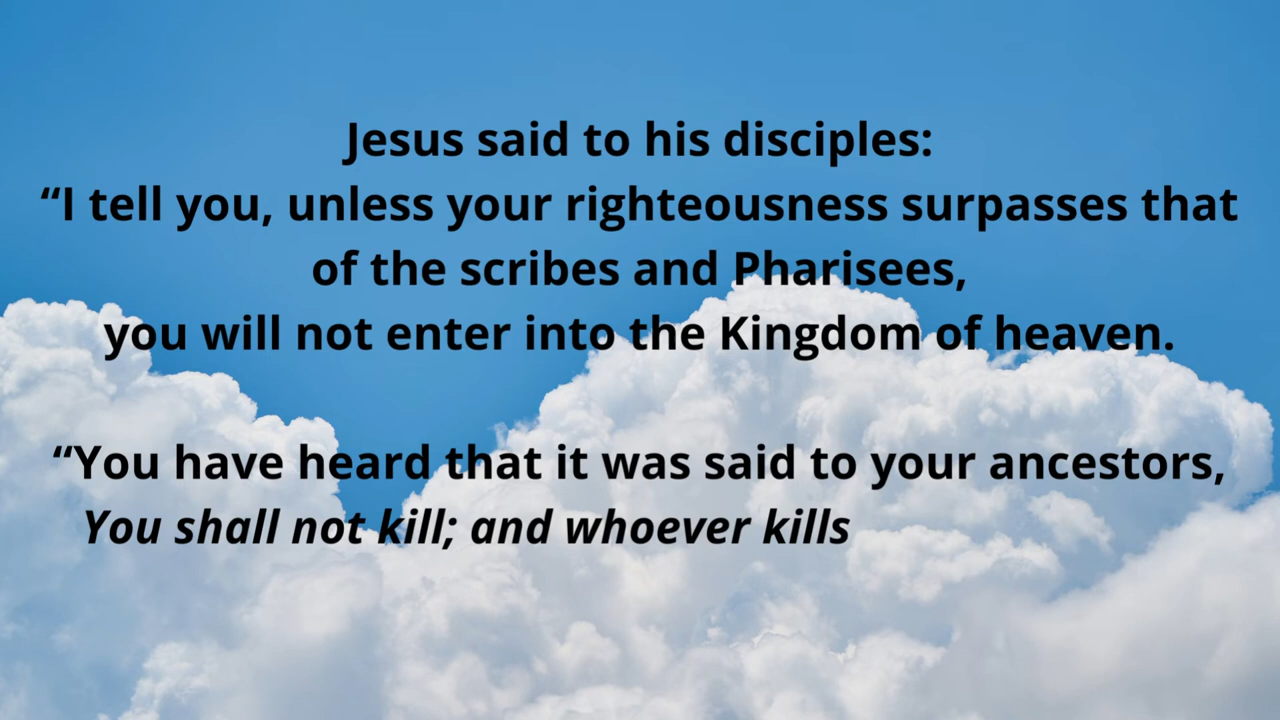 Jesus said to his disciples:
“I tell you, unless your righteousness surpasses that
of the scribes and Pharisees,
you will not enter into the Kingdom of heaven.
“You have heard that it was said to your ancestors,
You shall not kill; and whoever kills